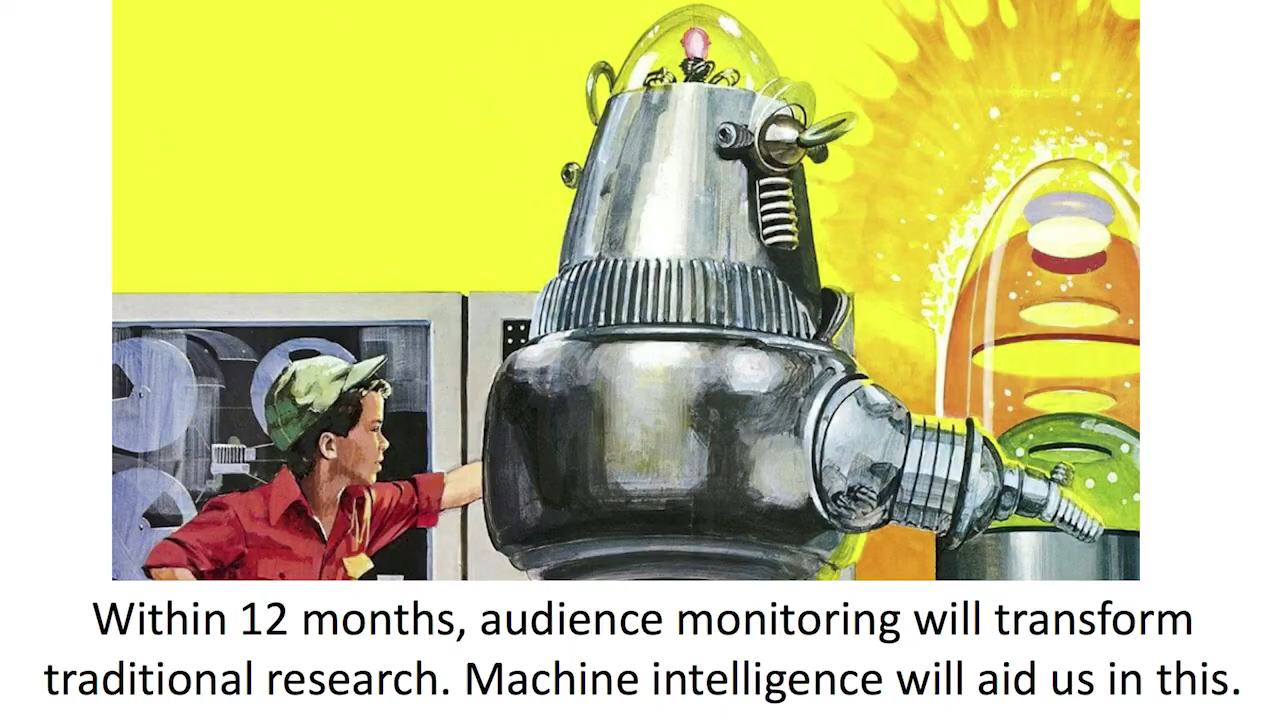 Within 12 months, audience monitoring will transform
traditional research. Machine intelligence will aid us in this.